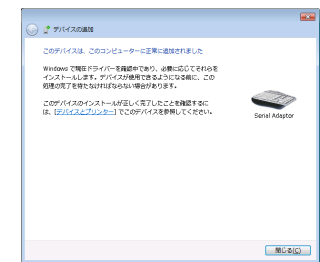 デバイスの追加
このデバイスは、このコンピューターに正常に追加されました
Windows で現在ドライバーを確認中であり、必要に応じてそれらを
インストールします。デバイスが使用できるようになる前に、この
処理の完了を待たなければならない場合があります。
このデバイスのインストールが正しく完了したことを確認するに
は、[デバイスとプリンター] でこのデバイスを参照してください。
Serial Adaptor
閉じる(C)